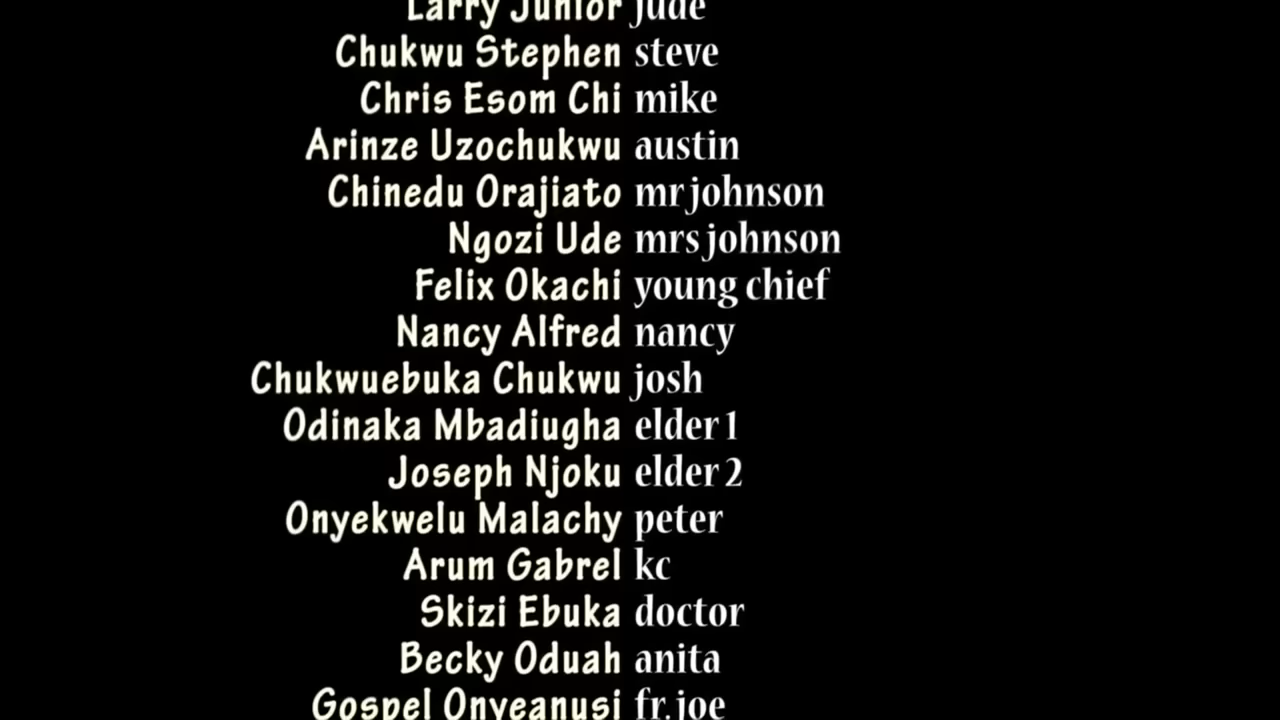 Larry Junior jude
Chukwu Stephen steve
Chris Esom Chi mike
Arinze Uzochukwu austin
Chinedu Orajiato mr johnson
Ngozi Ude mrs johnson
Felix Okachi young chief
Nancy Alfred nancy
Chukwuebuka Chukwu josh
Odinaka Mbadiugha elder 1
Joseph Njoku elder 2
Onyekwelu Malachy peter
Arum Gabrel kc
Skizi Ebuka doctor
Becky Oduah anita
Gospel Onyeanusi fr. joe